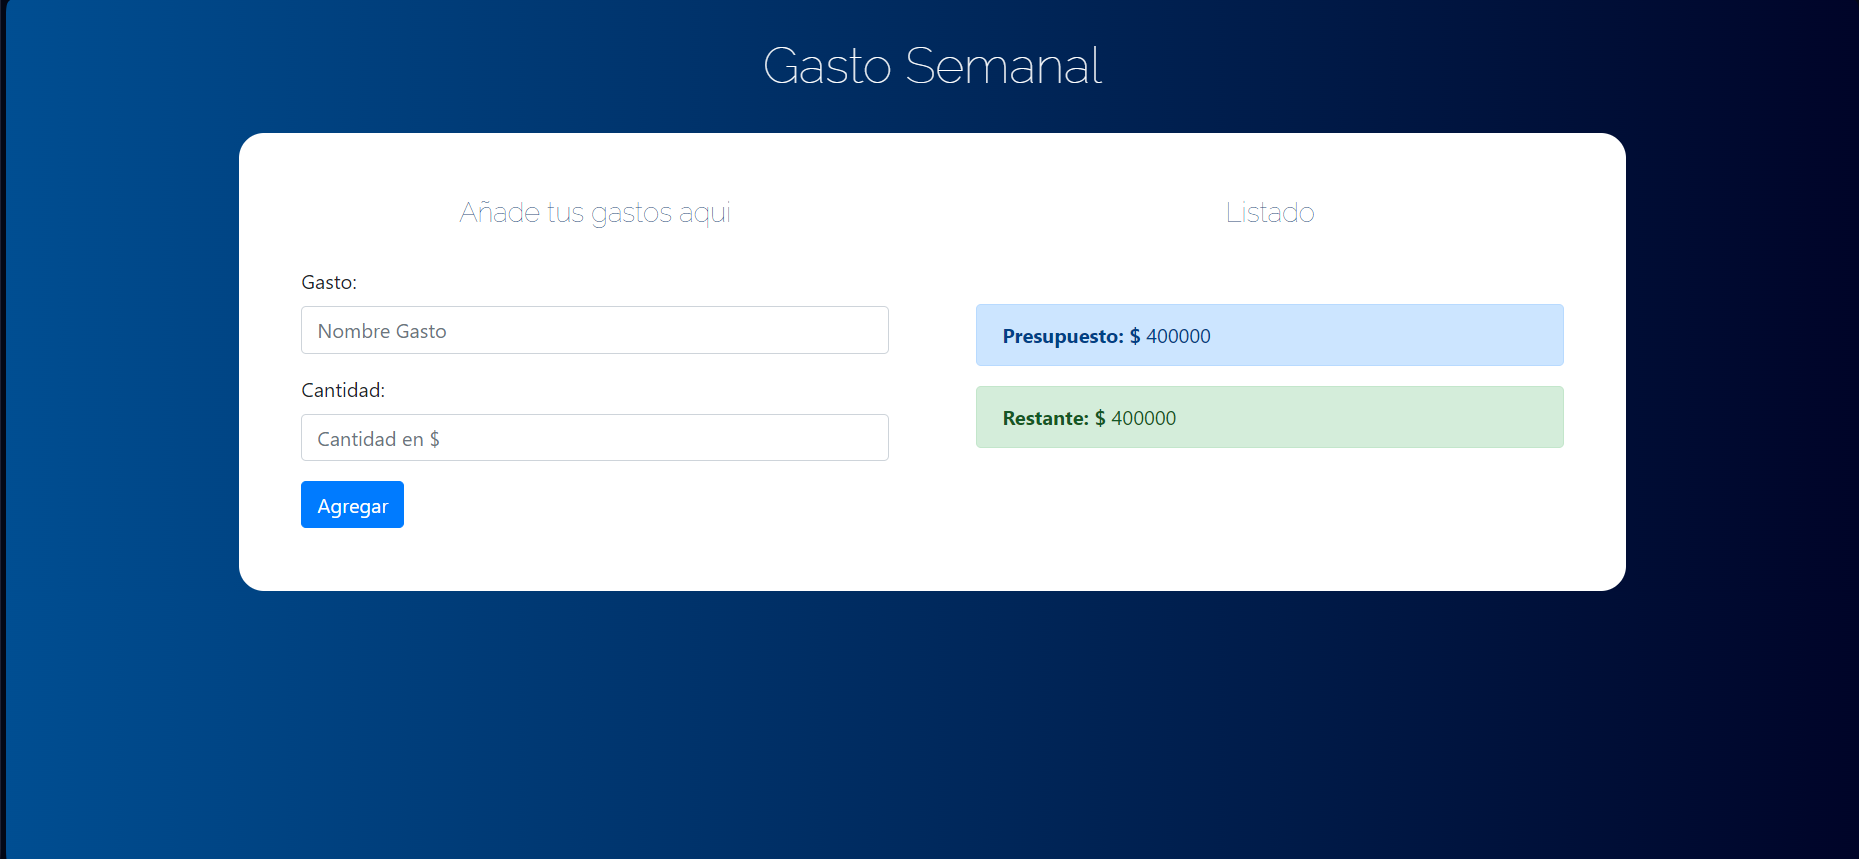 Gasto Semanal
Añade tus gastos aqui
Gasto:
Nombre Gasto
Cantidad:
Cantidad en $
Agregar
Listado
Presupuesto: $ 400000
Restante: $ 400000